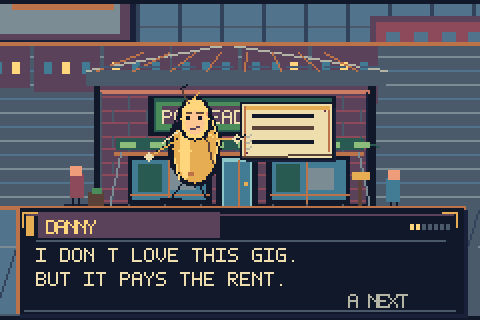 DANNY
I DON T LOVE THIS GIG.
BUT IT PAYS THE RENT.
A NEXT